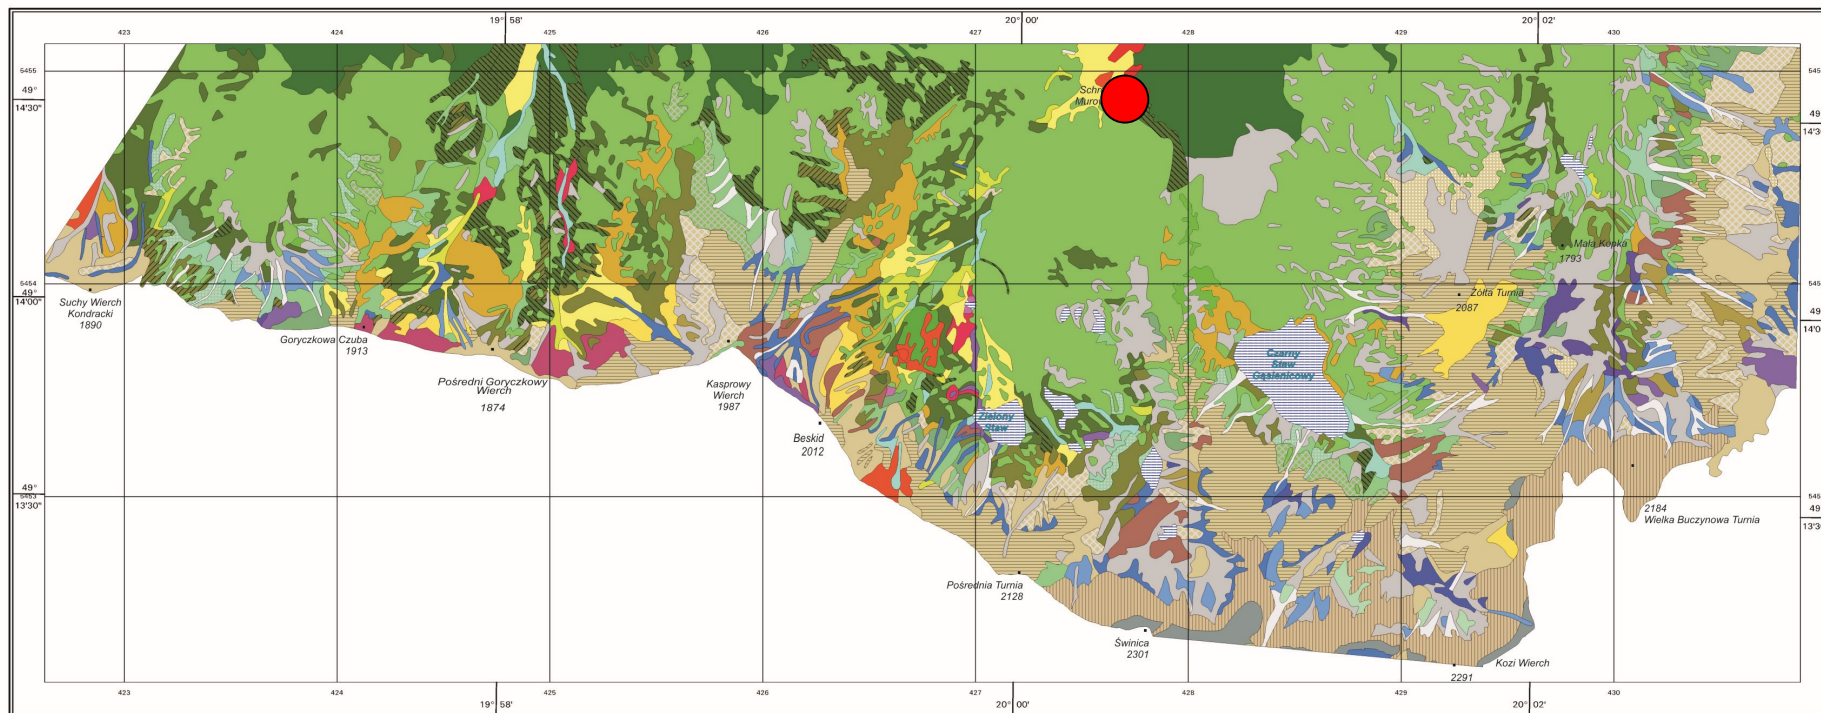 19° 58'
20° 00'
20° 02'
423
424
425
426
427
428
429
430
5455
49°
14'30"
5454
49°
14'00"
49°
5453
13'30"
Suchy Wierch
Kondracki
1890
Goryczkowa Czuba
1913
Pośredni Goryczkowy
Wierch
1874
Kasprowy
Wierch
1987
Beskid
2012
Zielony
Staw
Czarny
Staw
Gąsienicowy
Żółta Turnia
2087
Mała Kopka
1793
Pośrednia Turnia
2128
Świnica
2301
Kozi Wierch
2291
2184
Wielka Buczynowa Turnia
423
424
425
426
427
428
429
430
19° 58'
20° 00'
20° 02'